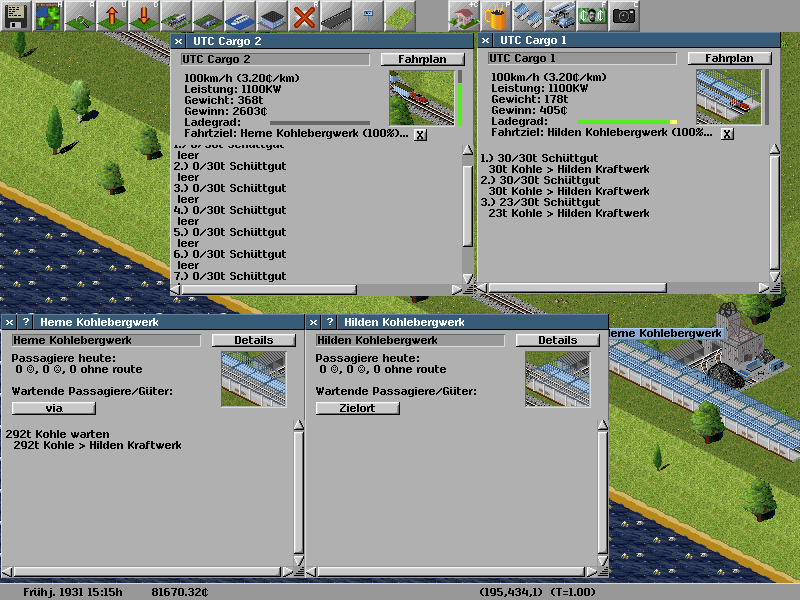 UTC Cargo 2
UTC Cargo 2
Fahrplan
100km/h (3.20¢/km)
Leistung: 1100KW
Gewicht: 368t
Gewinn: 2603¢
Ladegrad:
Fahrtziel: Herne Kohlebergwerk (100%)...
X
1.) 0/30t Schüttgut
leer
2.) 0/30t Schüttgut
leer
3.) 0/30t Schüttgut
leer
4.) 0/30t Schüttgut
leer
5.) 0/30t Schüttgut
leer
6.) 0/30t Schüttgut
leer
7.) 0/30t Schüttgut
UTC Cargo 1
UTC Cargo 1
Fahrplan
100km/h (3.20¢/km)
Leistung: 1100KW
Gewicht: 178t
Gewinn: 405¢
Ladegrad:
Fahrtziel: Hilden Kohlebergwerk (100%...
X
1.) 30/30t Schüttgut
30t Kohle > Hilden Kraftwerk
2.) 30/30t Schüttgut
30t Kohle > Hilden Kraftwerk
3.) 23/30t Schüttgut
23t Kohle > Hilden Kraftwerk
? Herne Kohlebergwerk
Herne Kohlebergwerk
Details
Passagiere heute:
0 ☺, 0 ☺, 0 ohne route
Wartende Passagiere/Güter:
via
292t Kohle warten
292t Kohle > Hilden Kraftwerk
? Hilden Kohlebergwerk
Hilden Kohlebergwerk
Details
Passagiere heute:
0 ☺, 0 ☺, 0 ohne route
Wartende Passagiere/Güter:
Zielort
erne Kohlebergwerk
Frühj. 1931 15:15h
81670.32¢
(195,434,1) (T=1.00)